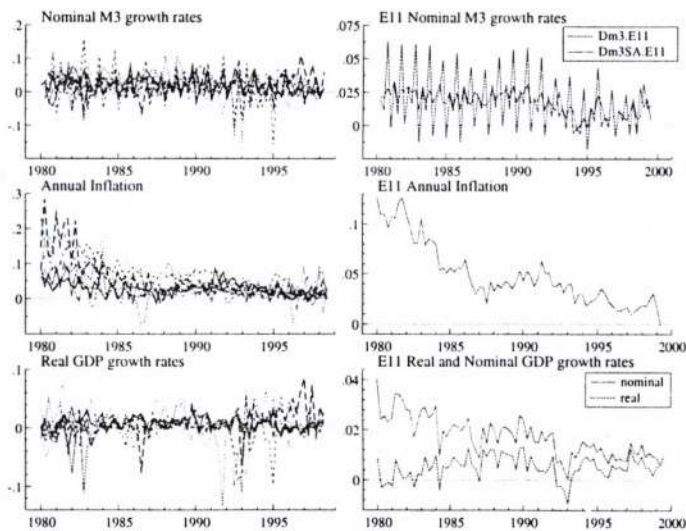 Nominal M3 growth rates
.2
.1
0
-.1
1980 1985 1990 1995
E11 Nominal M3 growth rates
.075
Dm3.E11
Dm3SA.E11
.05
.025
0
1980 1985 1990 1995 2000
Annual Inflation
.3
.2
.1
0
1980 1985 1990 1995
E11 Annual Inflation
.1
.05
0
1980 1985 1990 1995 2000
Real GDP growth rates
.1
0
-.1
1980 1985 1990 1995
E11 Real and Nominal GDP growth rates
.04
nominal
real
.02
0
1980 1985 1990 1995 2000